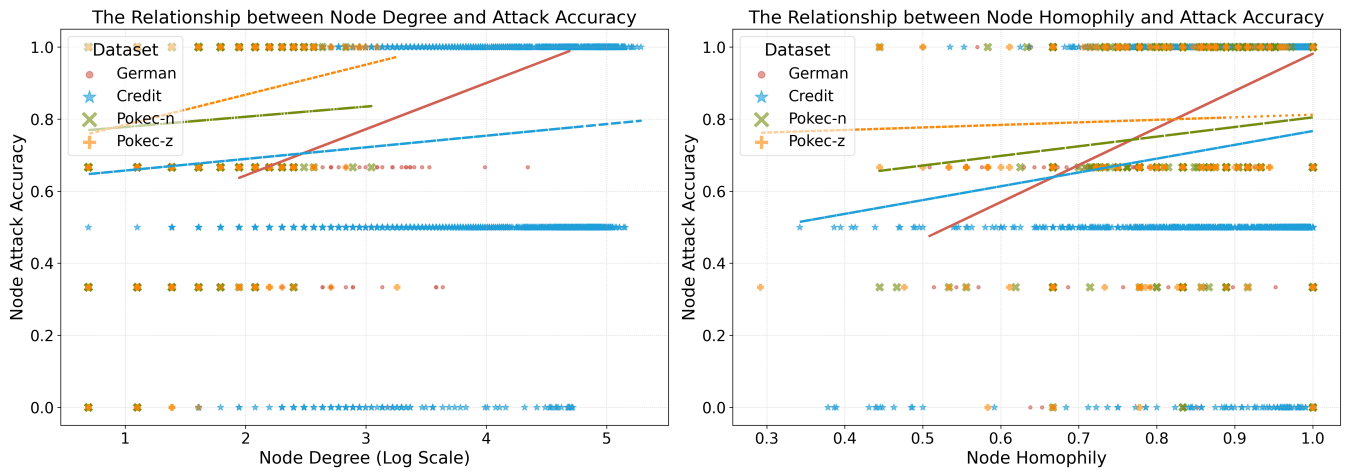 The Relationship between Node Degree and Attack Accuracy
Node Attack Accuracy
1.0
0.8
0.6
0.4
0.2
0.0
Dataset
German
Credit
Pokec-n
Pokec-z
1 2 3 4 5
Node Degree (Log Scale)
The Relationship between Node Homophily and Attack Accuracy
Node Attack Accuracy
1.0
0.8
0.6
0.4
0.2
0.0
Dataset
German
Credit
Pokec-n
Pokec-z
0.3 0.4 0.5 0.6 0.7 0.8 0.9 1.0
Node Homophily